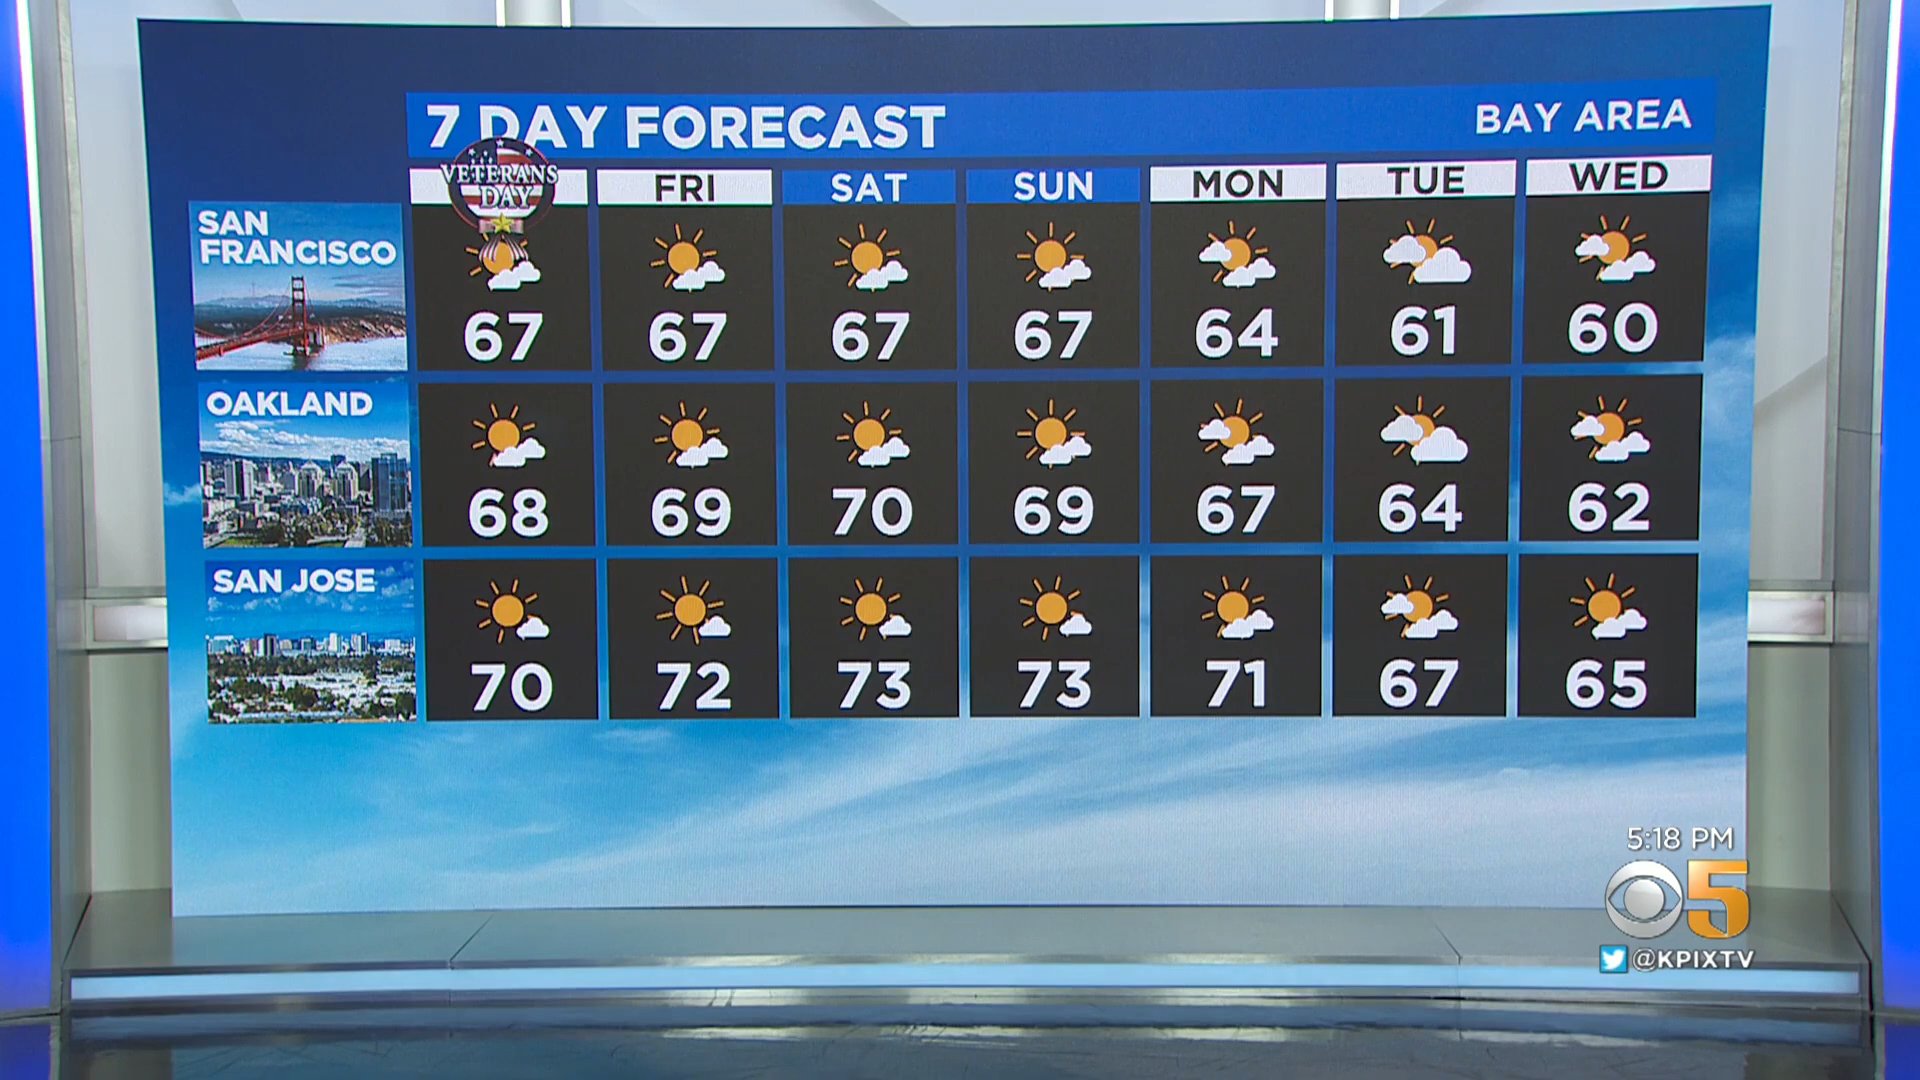 7 DAY FORECAST
BAY AREA
VETERANS
DAY
FRI SAT SUN MON TUE WED
SAN
FRANCISCO
67 67 67 67 64 61 60
OAKLAND
68 69 70 69 67 64 62
SAN JOSE
70 72 73 73 71 67 65
5:18 PM
5
@KPIXTV